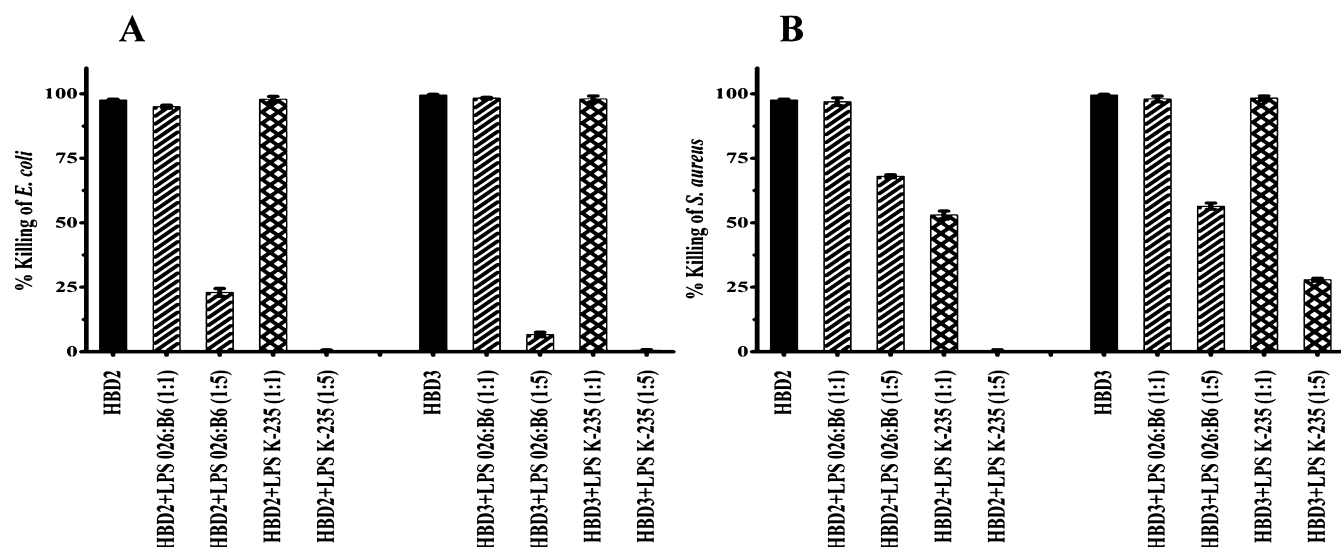 A
% Killing of E. coli
100
75
50
25
0
HBD2
HBD2+LPS 026:B6 (1:1)
HBD2+LPS 026:B6 (1:5)
HBD2+LPS K-235 (1:1)
HBD2+LPS K-235 (1:5)
HBD3
HBD3+LPS 026:B6 (1:1)
HBD3+LPS 026:B6 (1:5)
HBD3+LPS K-235 (1:1)
HBD3+LPS K-235 (1:5)
B
% Killing of S. aureus
100
75
50
25
0
HBD2
HBD2+LPS 026:B6 (1:1)
HBD2+LPS 026:B6 (1:5)
HBD2+LPS K-235 (1:1)
HBD2+LPS K-235 (1:5)
HBD3
HBD3+LPS 026:B6 (1:1)
HBD3+LPS 026:B6 (1:5)
HBD3+LPS K-235 (1:1)
HBD3+LPS K-235 (1:5)